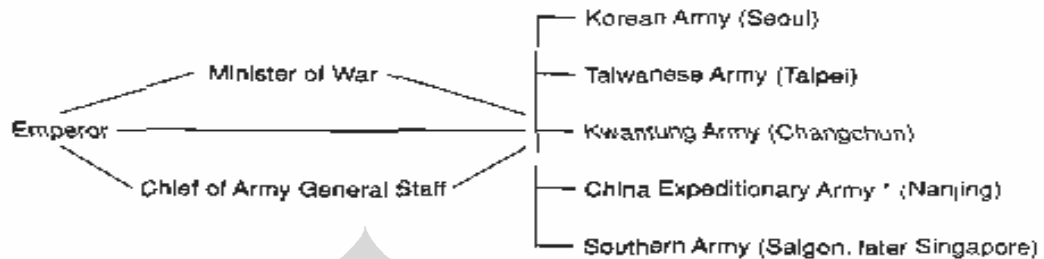 Korean Army (Seoul)
Minister of War
Taiwanese Army (Taipei)
Emperor
Kwantung Army (Changchun)
Chief of Army General Staff
China Expeditionary Army * (Nanjing)
Southern Army (Saigon, later Singapore)